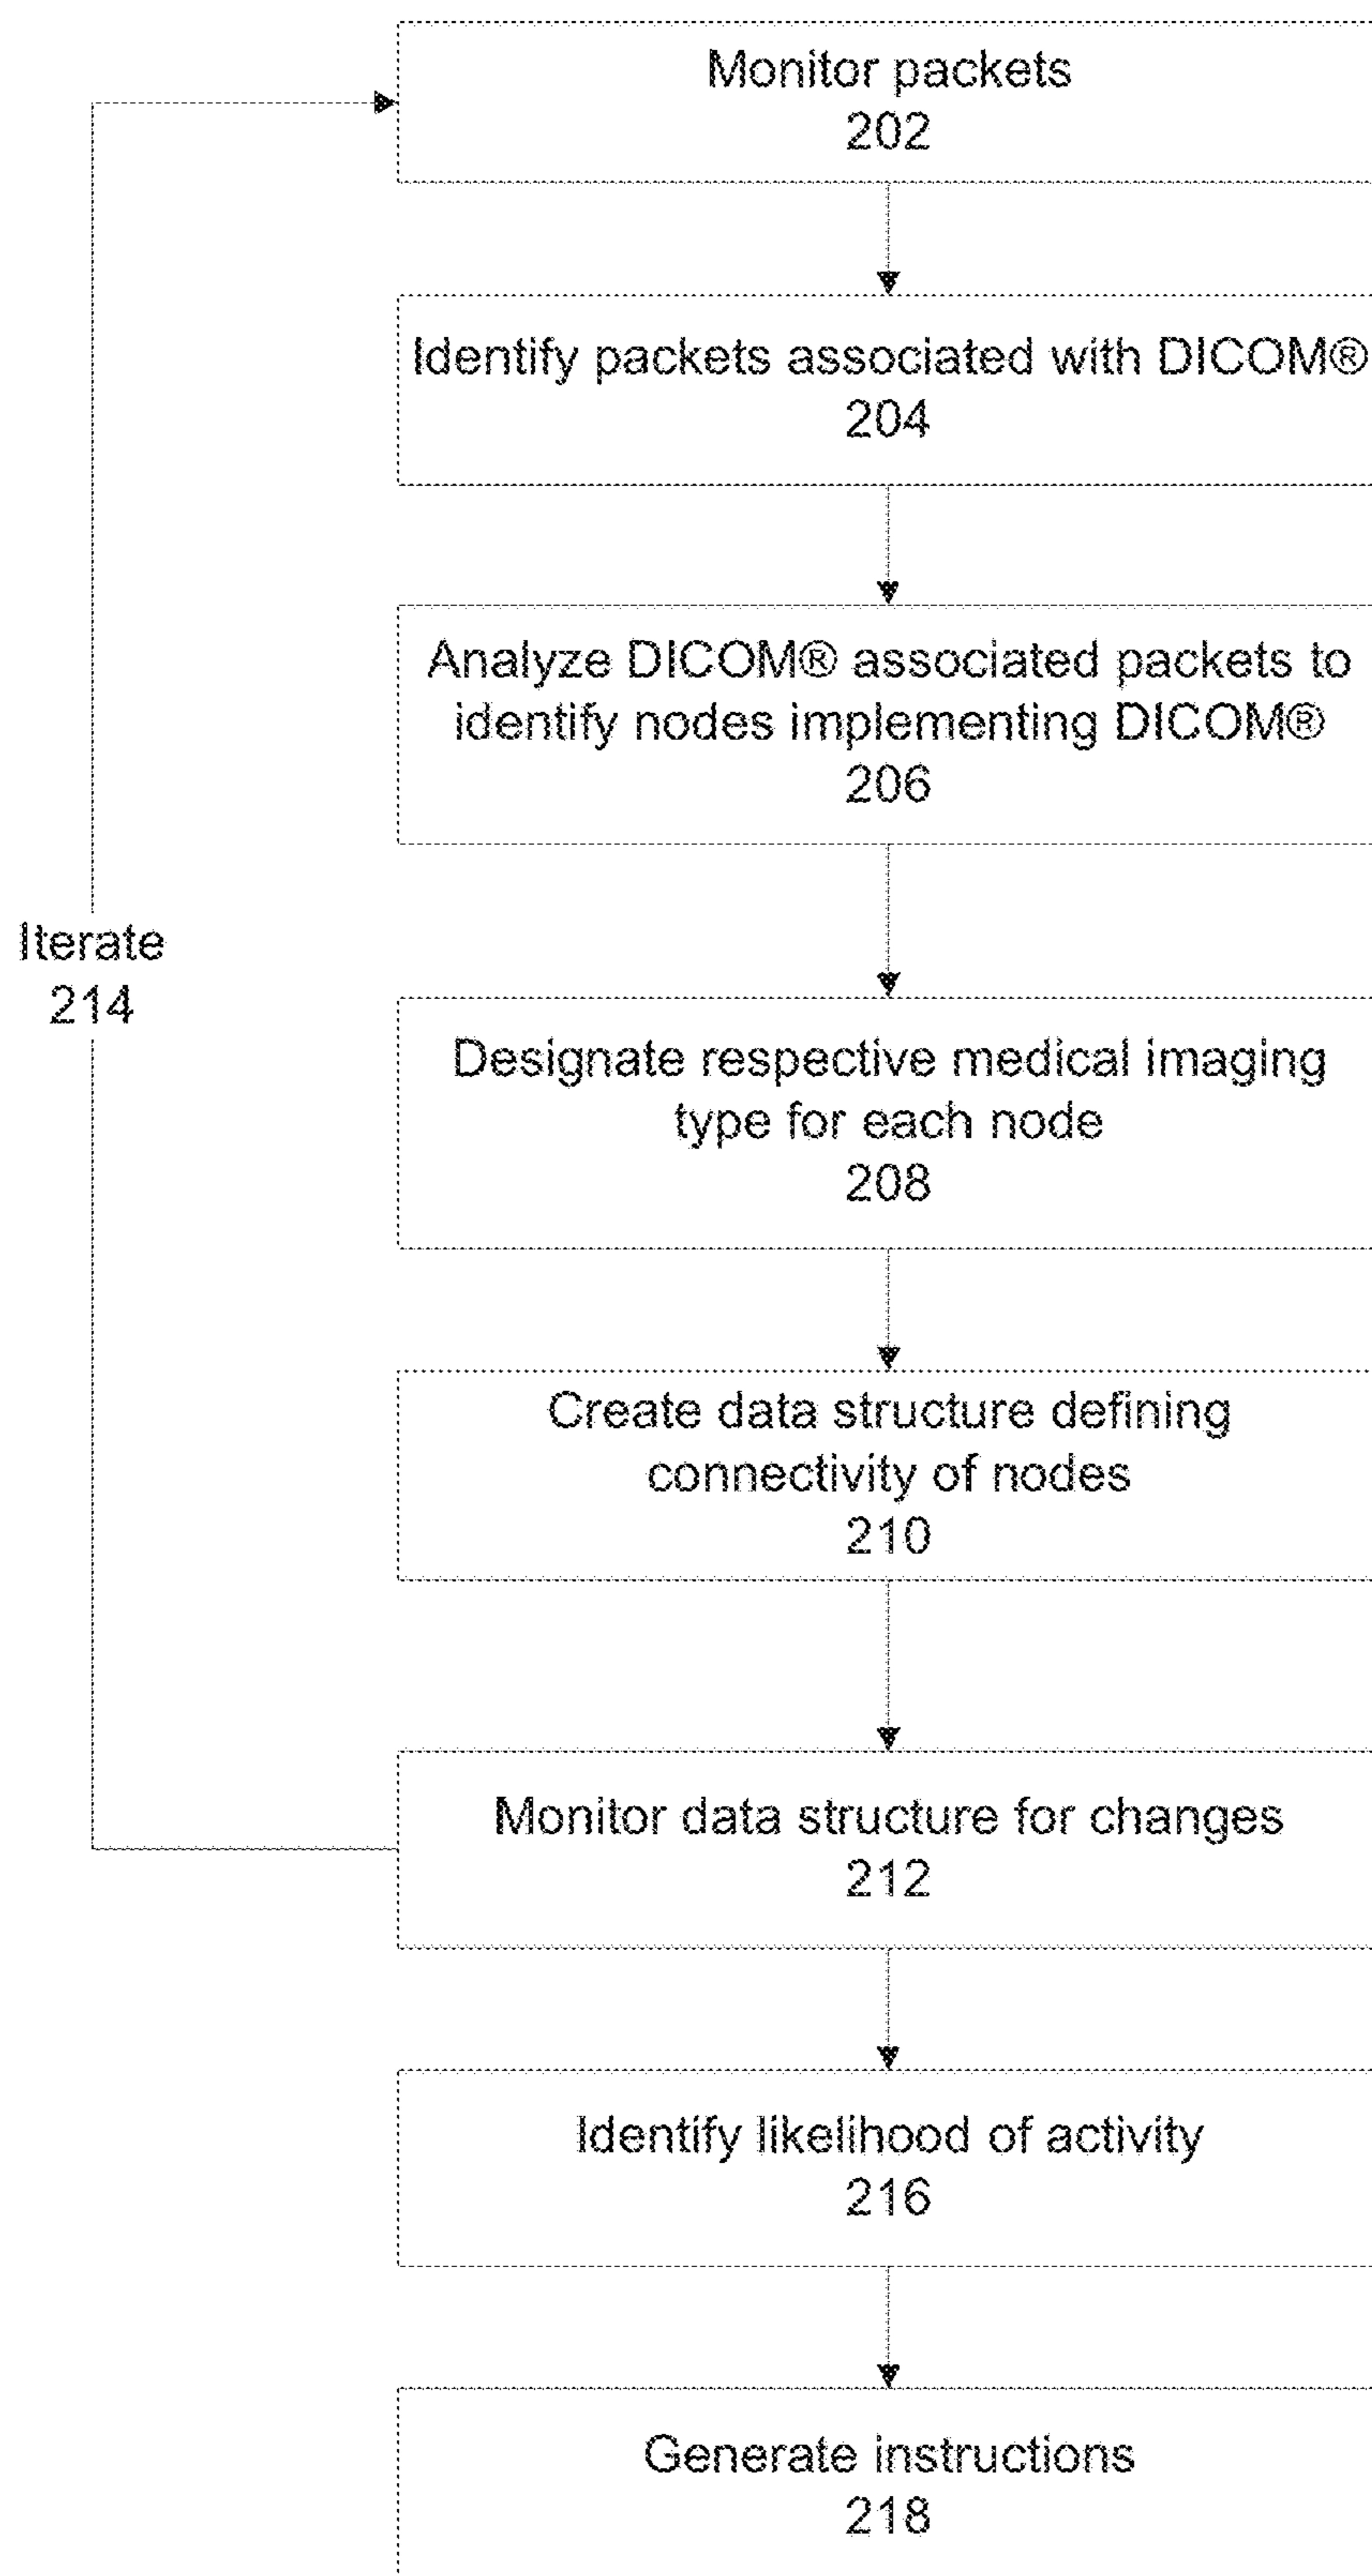 Monitor packets
202
Identify packets associated with DICOM®
204
Analyze DICOM® associated packets to
identify nodes implementing DICOM®
206
Iterate
214
Designate respective medical imaging
type for each node
208
Create data structure defining
connectivity of nodes
210
Monitor data structure for changes
212
Identify likelihood of activity
216
Generate instructions
218